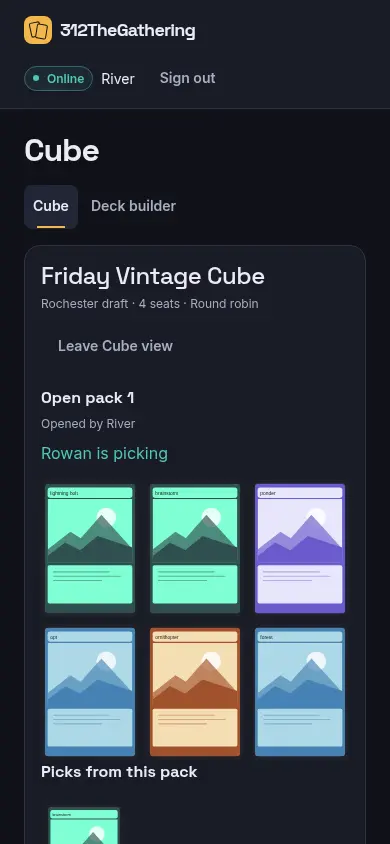 312TheGathering
Online River Sign out
Cube
Cube Deck builder
Friday Vintage Cube
Rochester draft · 4 seats · Round robin
Leave Cube view
Open pack 1
Opened by River
Rowan is picking
lightning bolt brainstorm ponder
opt ornithopter forest
Picks from this pack
brainstorm